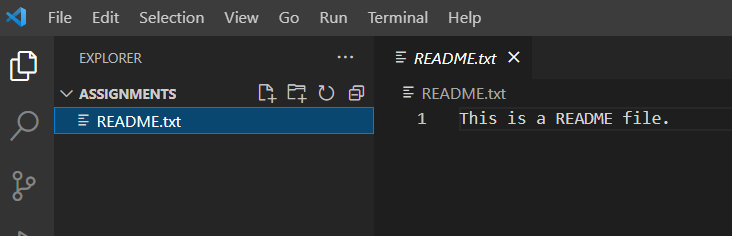 File Edit Selection View Go Run Terminal Help
EXPLORER
README.txt
ASSIGNMENTS
README.txt
README.txt
1 This is a README file.